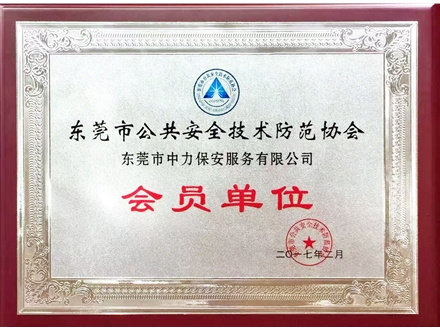 东莞市公共安全技术防范协会
东莞市中力保安服务有限公司
会员单位
二〇一七年二月